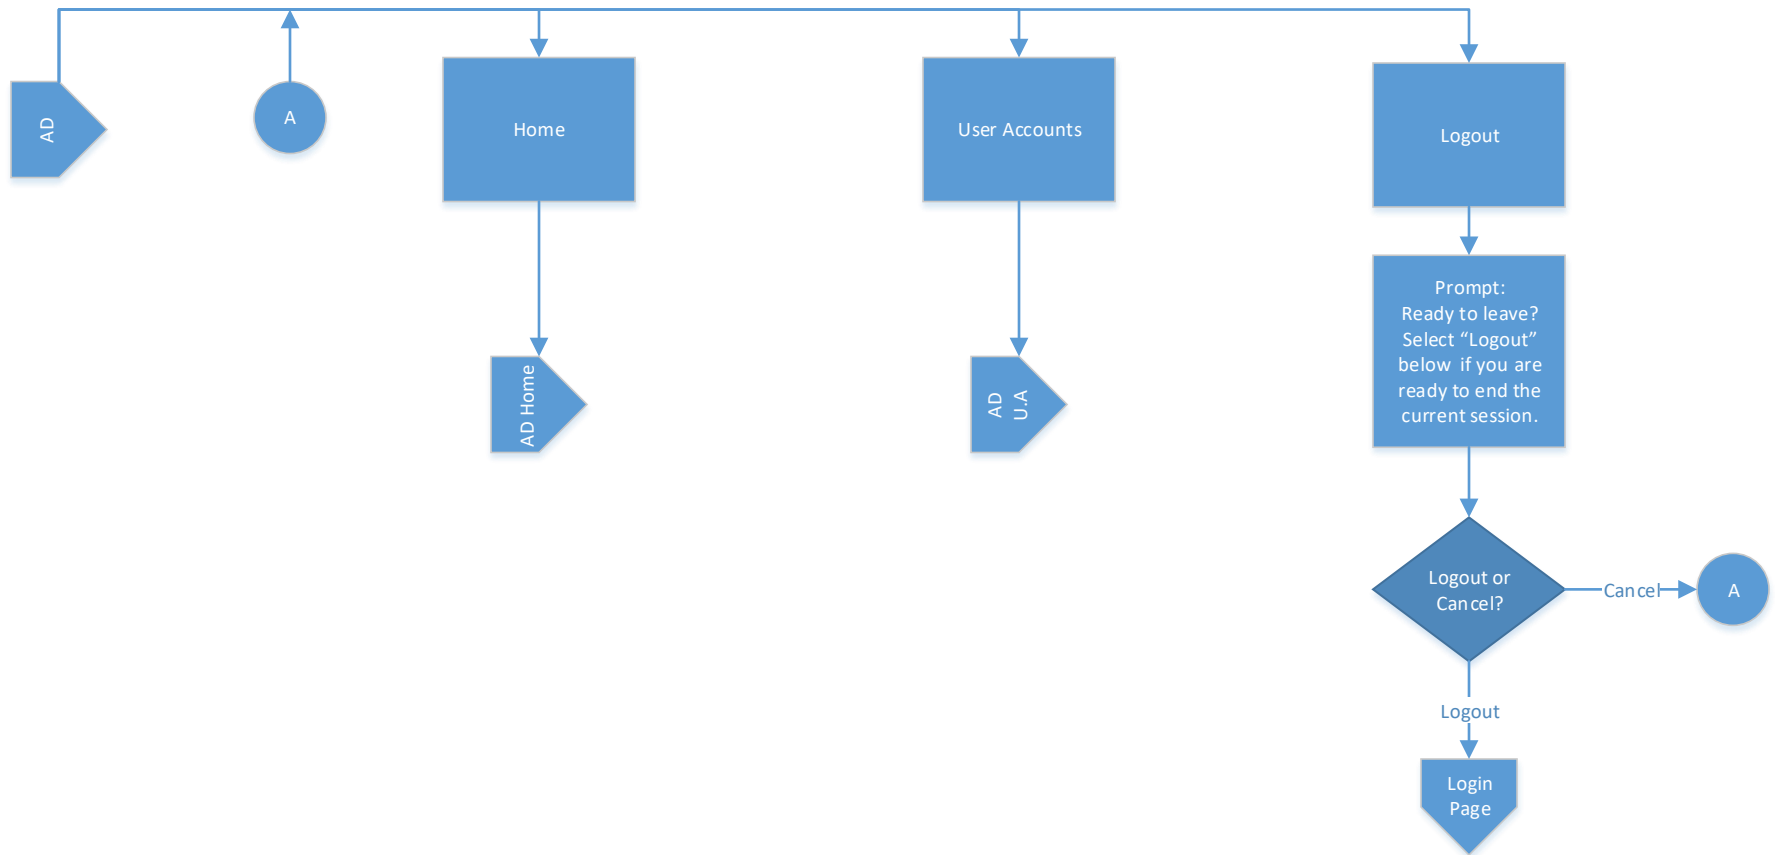 AD
A
Home
User Accounts
Logout
Prompt:
Ready to leave?
Select “Logout”
below if you are
ready to end the
current session.
AD Home
AD
U.A
Logout or
Cancel?
Cancel
A
Logout
Login
Page